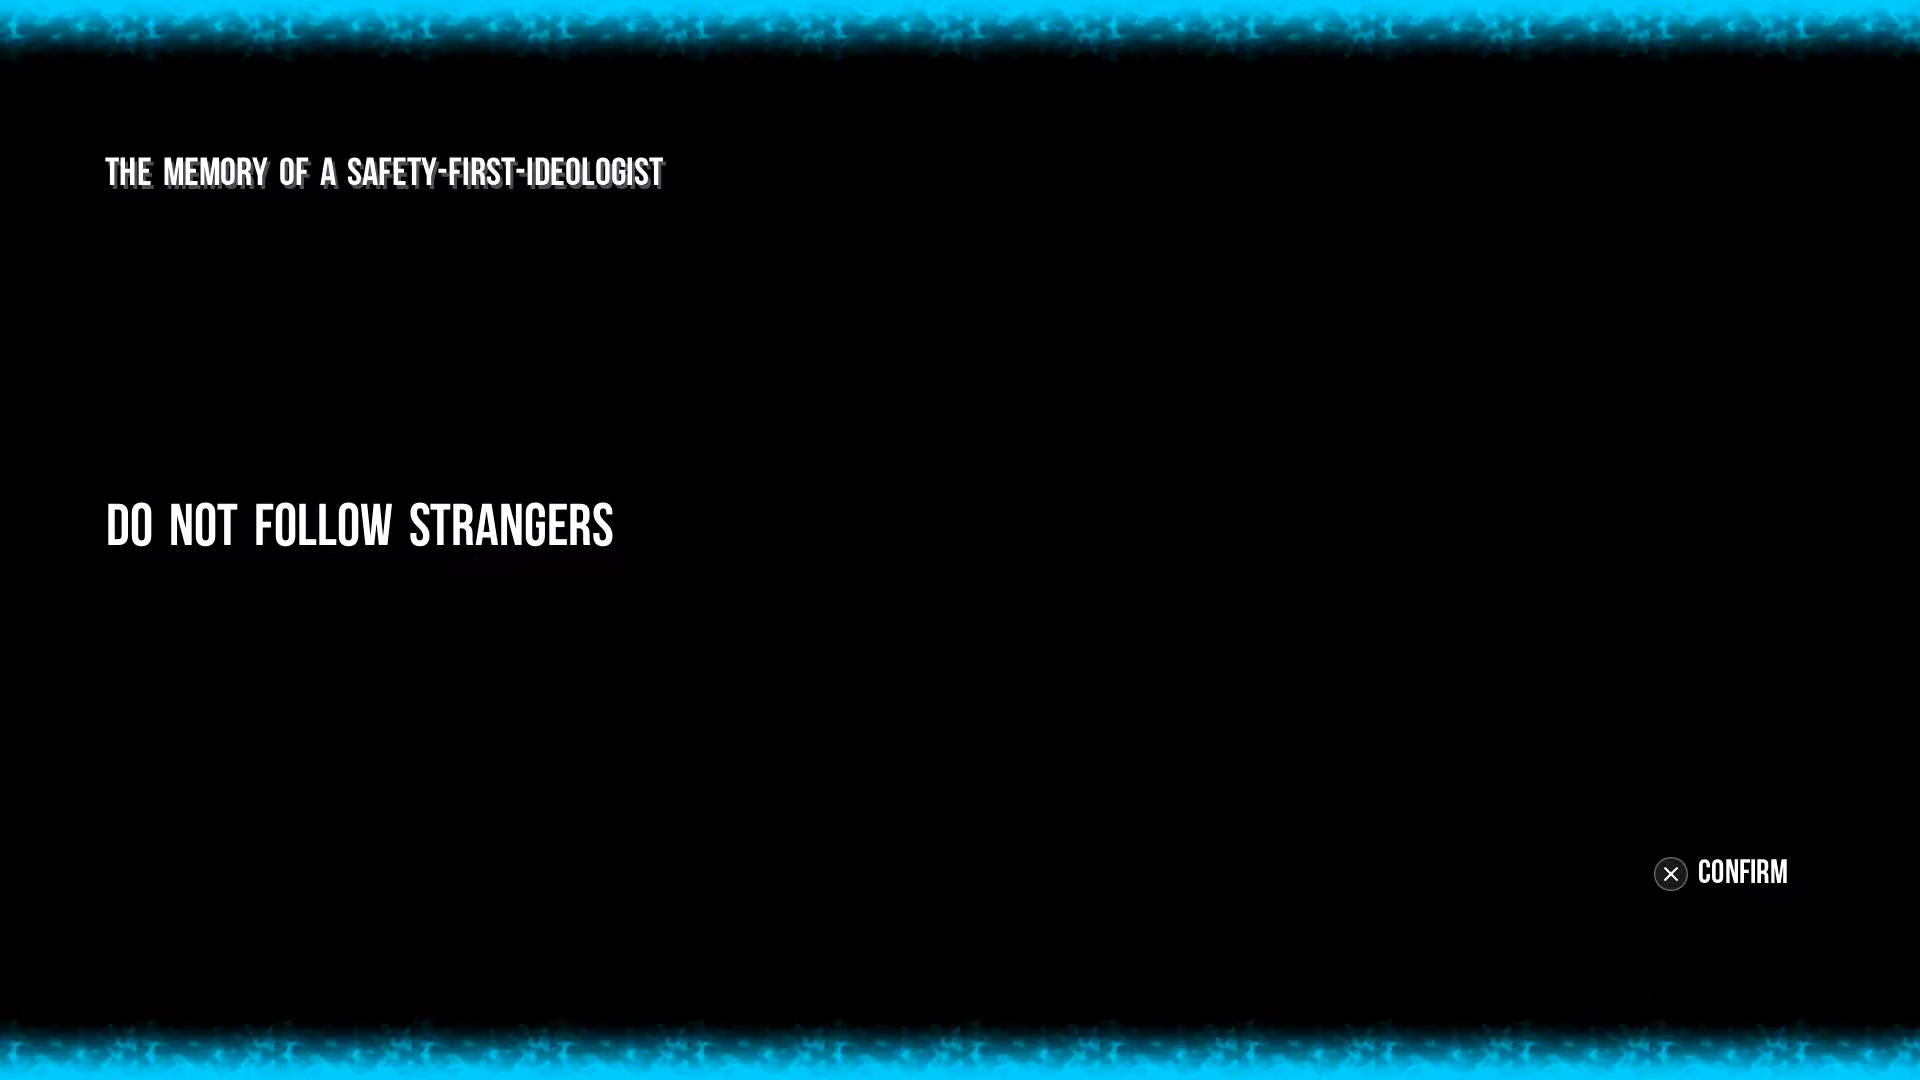 THE MEMORY OF A SAFETY-FIRST-IDEOLOGIST
DO NOT FOLLOW STRANGERS
CONFIRM